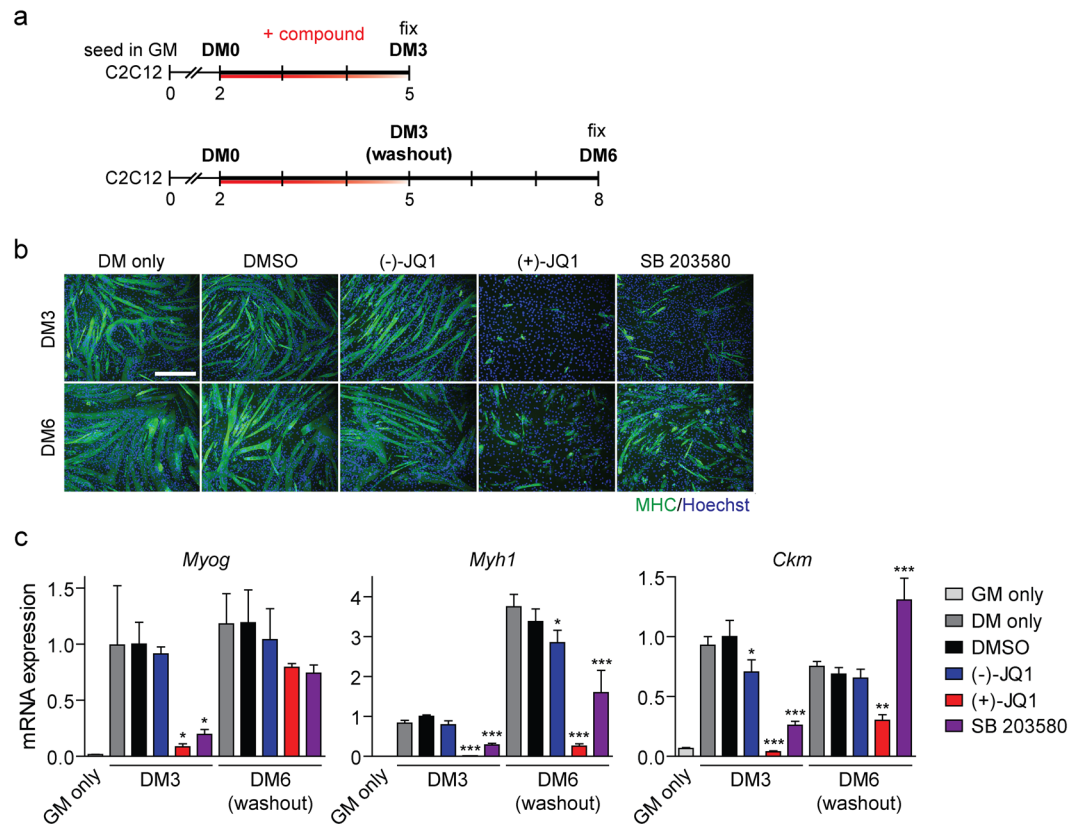 a
+ compound
fix
seed in GM DM0 DM3
C2C12
0 2 5
DM3
(washout)
fix
DM0 DM6
C2C12
0 2 5 8
b
DM only DMSO (-)-JQ1 (+)-JQ1 SB 203580
DM3
DM6
MHC/Hoechst
c
Myog Myh1 Ckm
mRNA expression
1.5
1.0
0.5
0.0
* *
GM only
DM3
DM6
(washout)
4
3
2
1
0
*** ***
* *** ***
GM only
DM3
DM6
(washout)
1.5
1.0
0.5
0.0
* *** ***
** ***
GM only
DM3
DM6
(washout)
GM only
DM only
DMSO
(-)-JQ1
(+)-JQ1
SB 203580